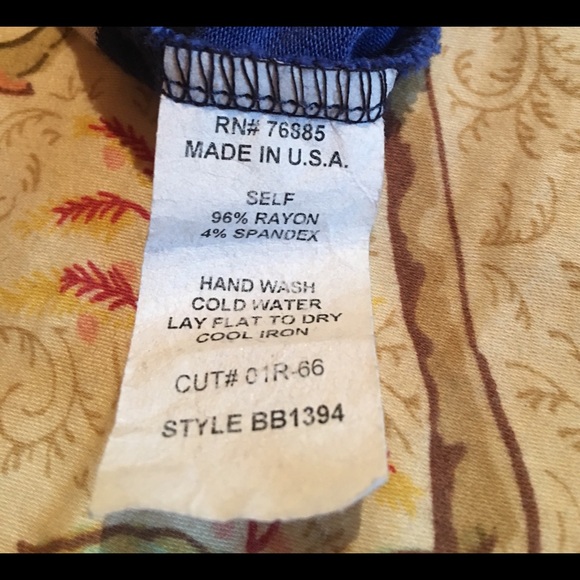 RN# 76885
MADE IN U.S.A.
SELF
96% RAYON
4% SPANDEX
HAND WASH
COLD WATER
LAY FLAT TO DRY
COOL IRON
CUT# 01R-66
STYLE BB1394